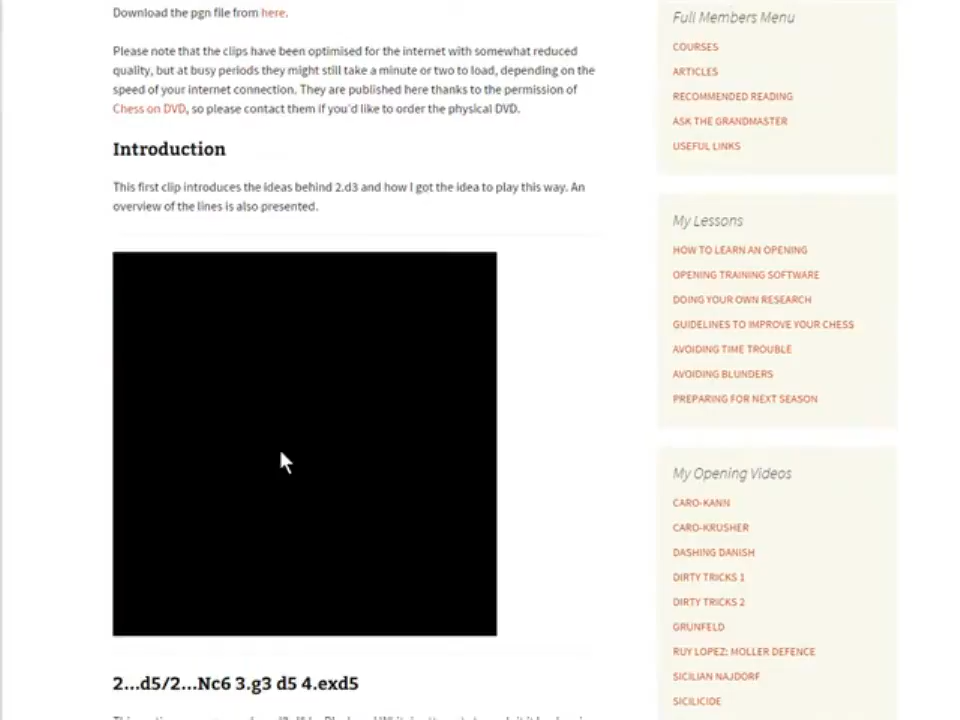 Download the pgn file from here.
Please note that the clips have been optimised for the internet with somewhat reduced
quality, but at busy periods they might still take a minute or two to load, depending on the
speed of your internet connection. They are published here thanks to the permission of
Chess on DVD, so please contact them if you'd like to order the physical DVD.
Introduction
This first clip introduces the ideas behind 2.d3 and how I got the idea to play this way. An
overview of the lines is also presented.
2...d5/2...Nc6 3.g3 d5 4.exd5
Full Members Menu
COURSES
ARTICLES
RECOMMENDED READING
ASK THE GRANDMASTER
USEFUL LINKS
My Lessons
HOW TO LEARN AN OPENING
OPENING TRAINING SOFTWARE
DOING YOUR OWN RESEARCH
GUIDELINES TO IMPROVE YOUR CHESS
AVOIDING TIME TROUBLE
AVOIDING BLUNDERS
PREPARING FOR NEXT SEASON
My Opening Videos
CARO-KANN
CARO-KRUSHER
DASHING DANISH
DIRTY TRICKS 1
DIRTY TRICKS 2
GRUNFELD
RUY LOPEZ: MOLLER DEFENCE
SICILIAN NAJDORF
SICILICIDE